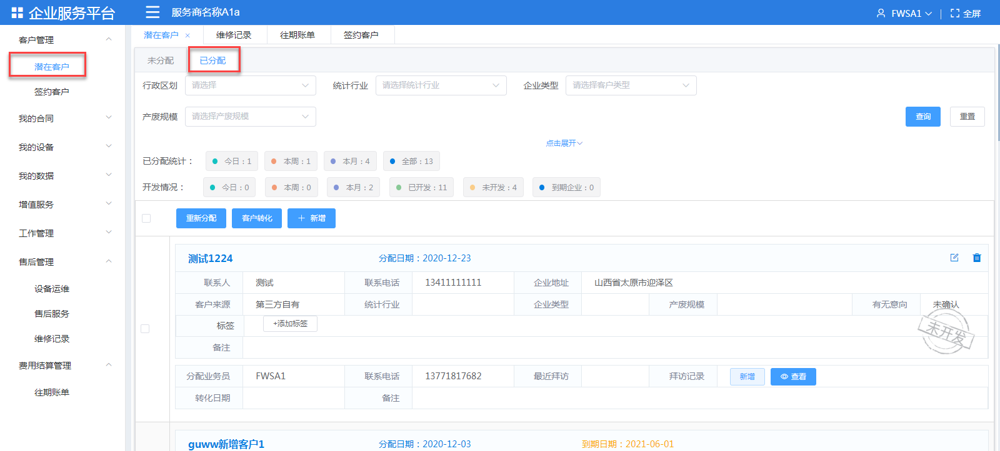 企业服务平台 服务商名称A1a FWSA1 全屏
客户管理
潜在客户
签约客户
我的合同
我的设备
我的数据
增值服务
工作管理
售后管理
设备运维
售后服务
维修记录
费用结算管理
往期账单
潜在客户 × 维修记录 往期账单 签约客户
未分配 已分配
行政区划 请选择 统计行业 请选择统计行业 企业类型 请选择客户类型
产废规模 请选择产废规模 查询 重置
点击展开
已分配统计： 今日：1 本周：1 本月：4 全部：13
开发情况： 今日：0 本周：0 本月：2 已开发：11 未开发：4 到期企业：0
重新分配 客户转化 + 新增
测试1224 分配日期：2020-12-23
联系人 测试 联系电话 13411111111 企业地址 山西省太原市迎泽区
客户来源 第三方自有 统计行业 企业类型 产废规模 有无意向 未确认
标签 +添加标签
未开发
备注
分配业务员 FWSA1 联系电话 13771817682 最近拜访 拜访记录 新增 查看
转化日期 备注
guww新增客户1 分配日期：2020-12-03 到期日期：2021-06-01